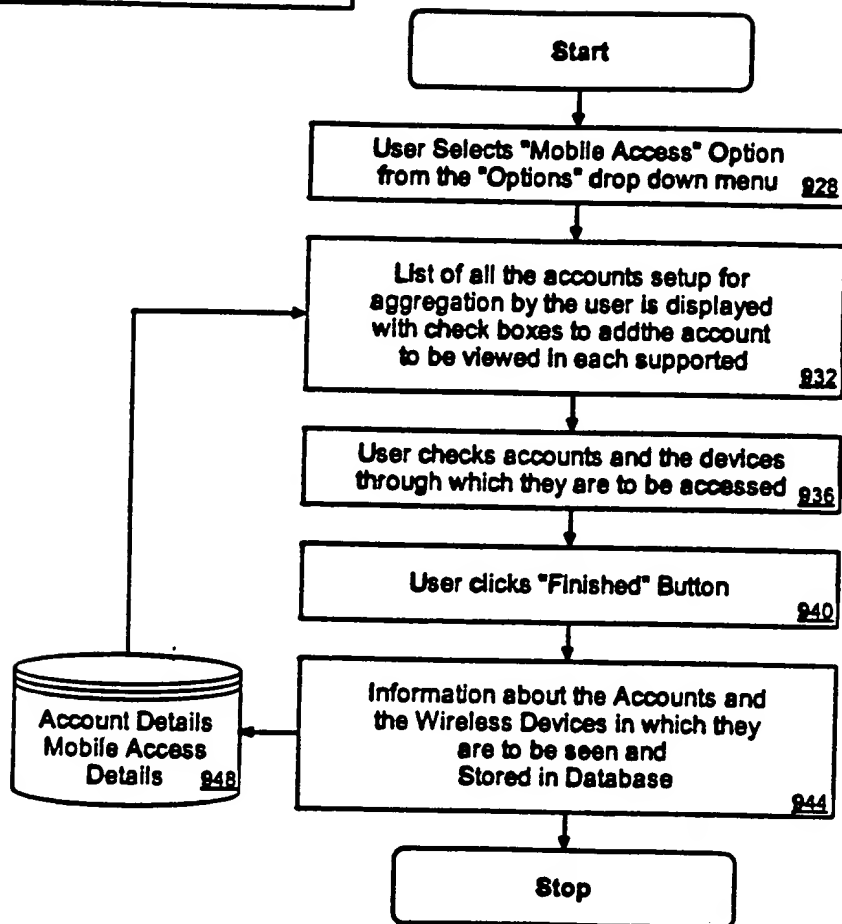 Start
User Selects "Mobile Access" Option
from the "Options" drop down menu
928
List of all the accounts setup for
aggregation by the user is displayed
with check boxes to addthe account
to be viewed in each supported
932
User checks accounts and the devices
through which they are to be accessed
936
User clicks "Finished" Button
940
Information about the Accounts and
the Wireless Devices in which they
are to be seen and
Stored in Database
944
Account Details
Mobile Access
Details
948
Stop